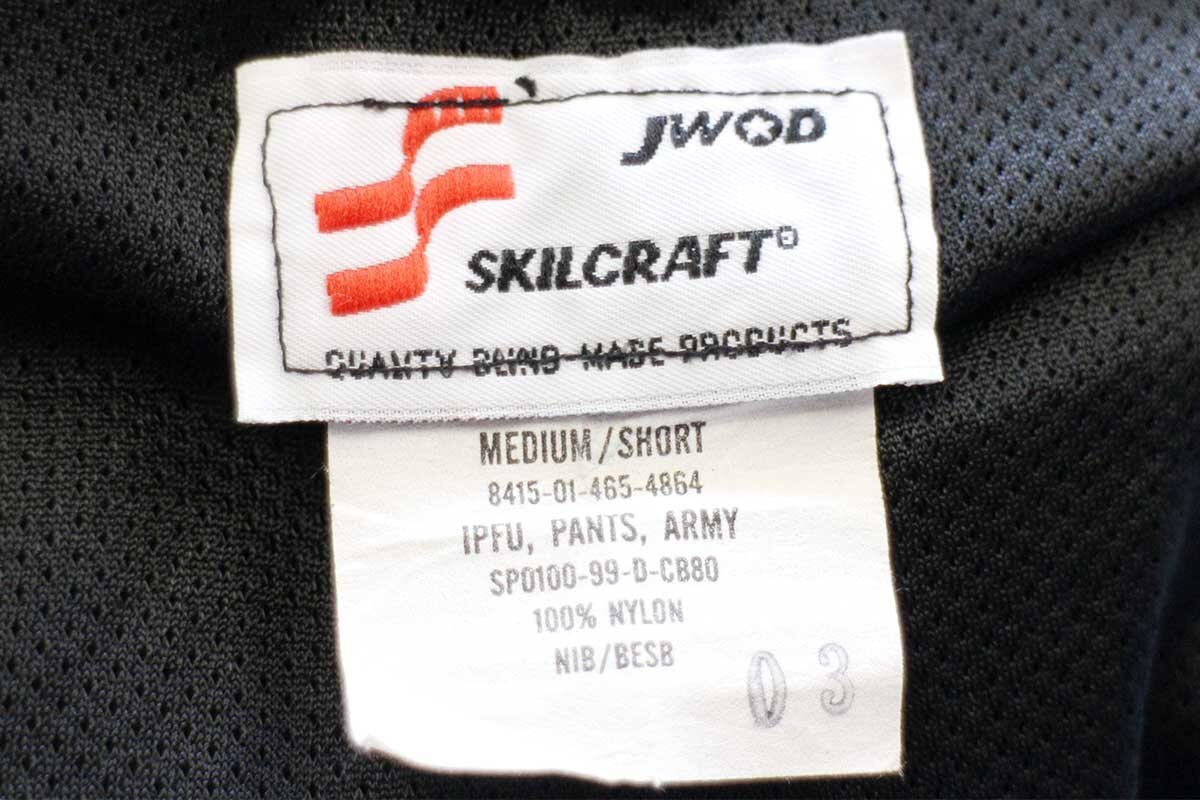 JWOD
SKILCRAFT®
QUALITY BLIND MADE PRODUCTS
MEDIUM/SHORT
8415-01-465-4864
IPFU, PANTS, ARMY
SP0100-99-D-CB80
100% NYLON
NIB/BESB
03